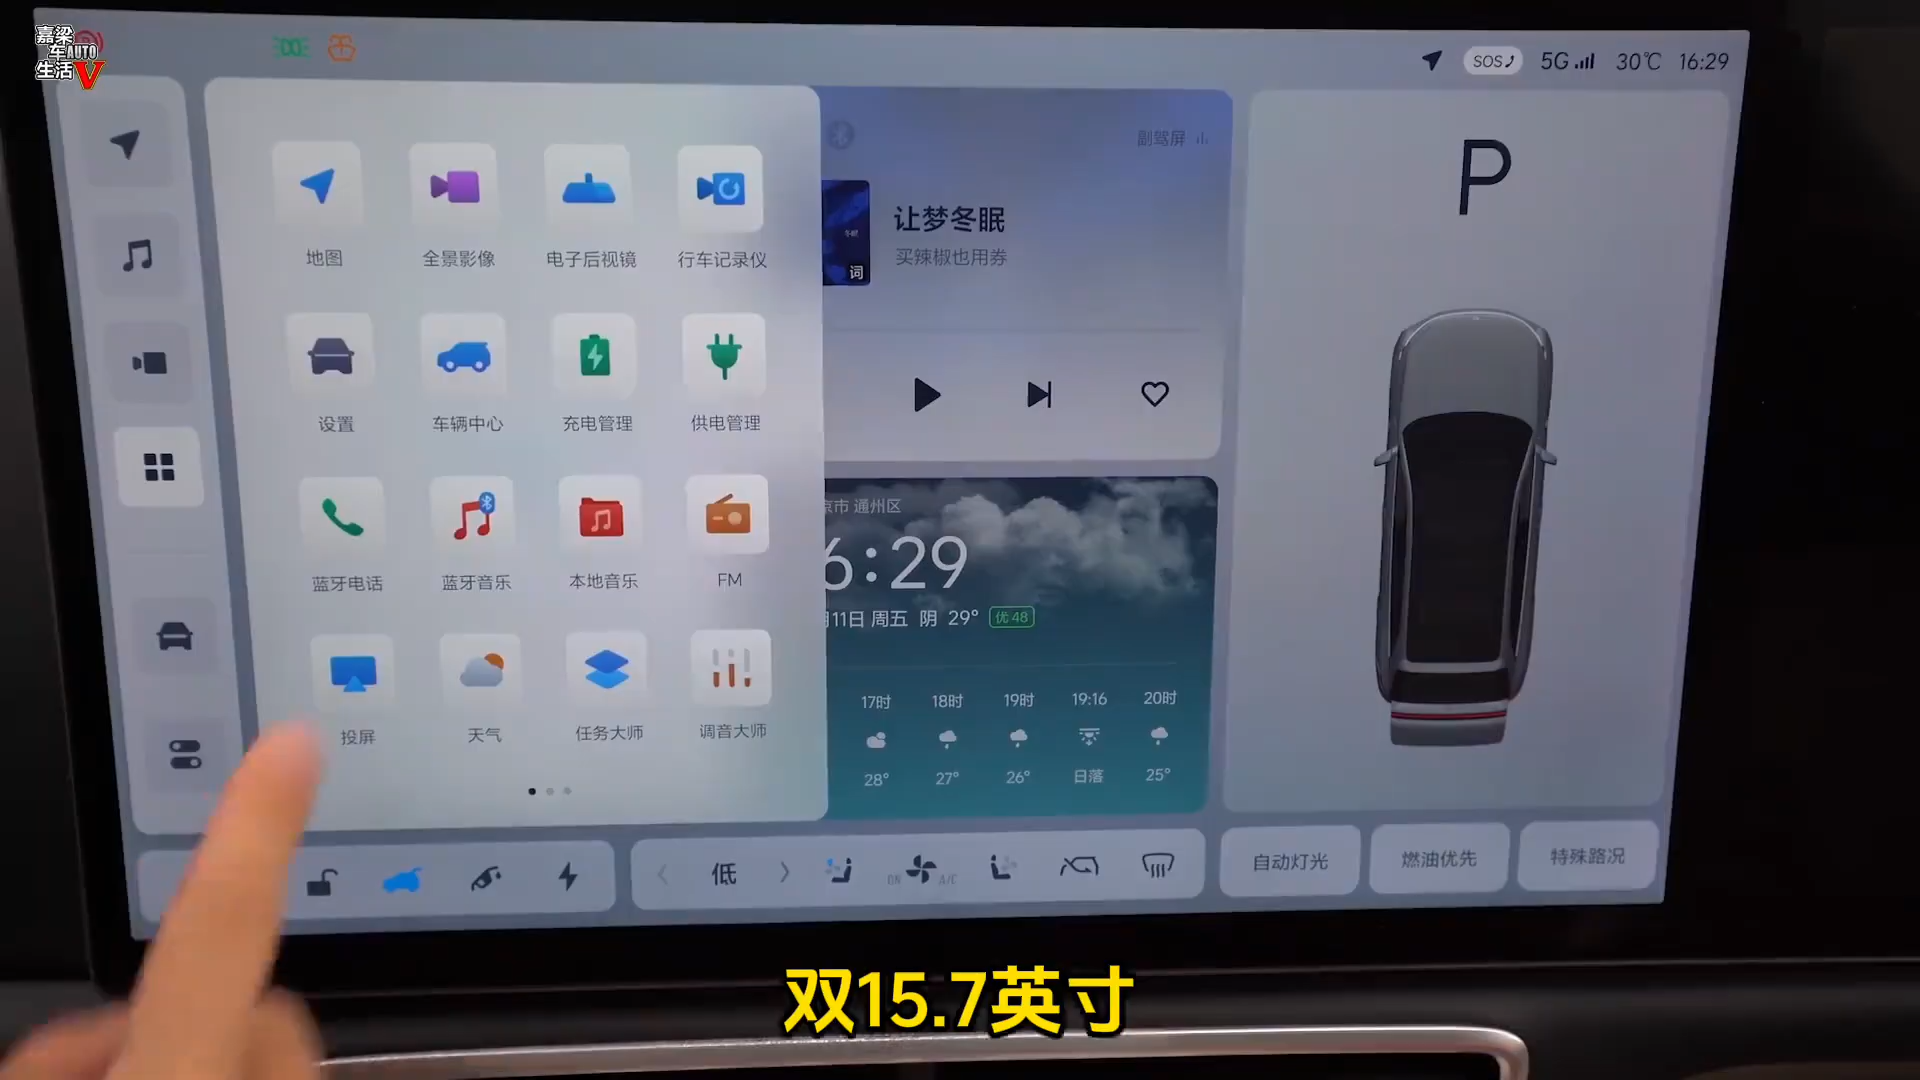 嘉梁
车AUTO
生活V
SOS
5G
30℃
16:29
地图
全景影像
电子后视镜
行车记录仪
设置
车辆中心
充电管理
供电管理
蓝牙电话
蓝牙音乐
本地音乐
FM
投屏
天气
任务大师
调音大师
副驾屏
词
让梦冬眠
买辣椒也用券
京市 通州区
6:29
月11日 周五 阴 29° 优48
17时 18时 19时 19:16 20时
28° 27° 26° 日落 25°
P
低
ON A/C
自动灯光
燃油优先
特殊路况
双15.7英寸